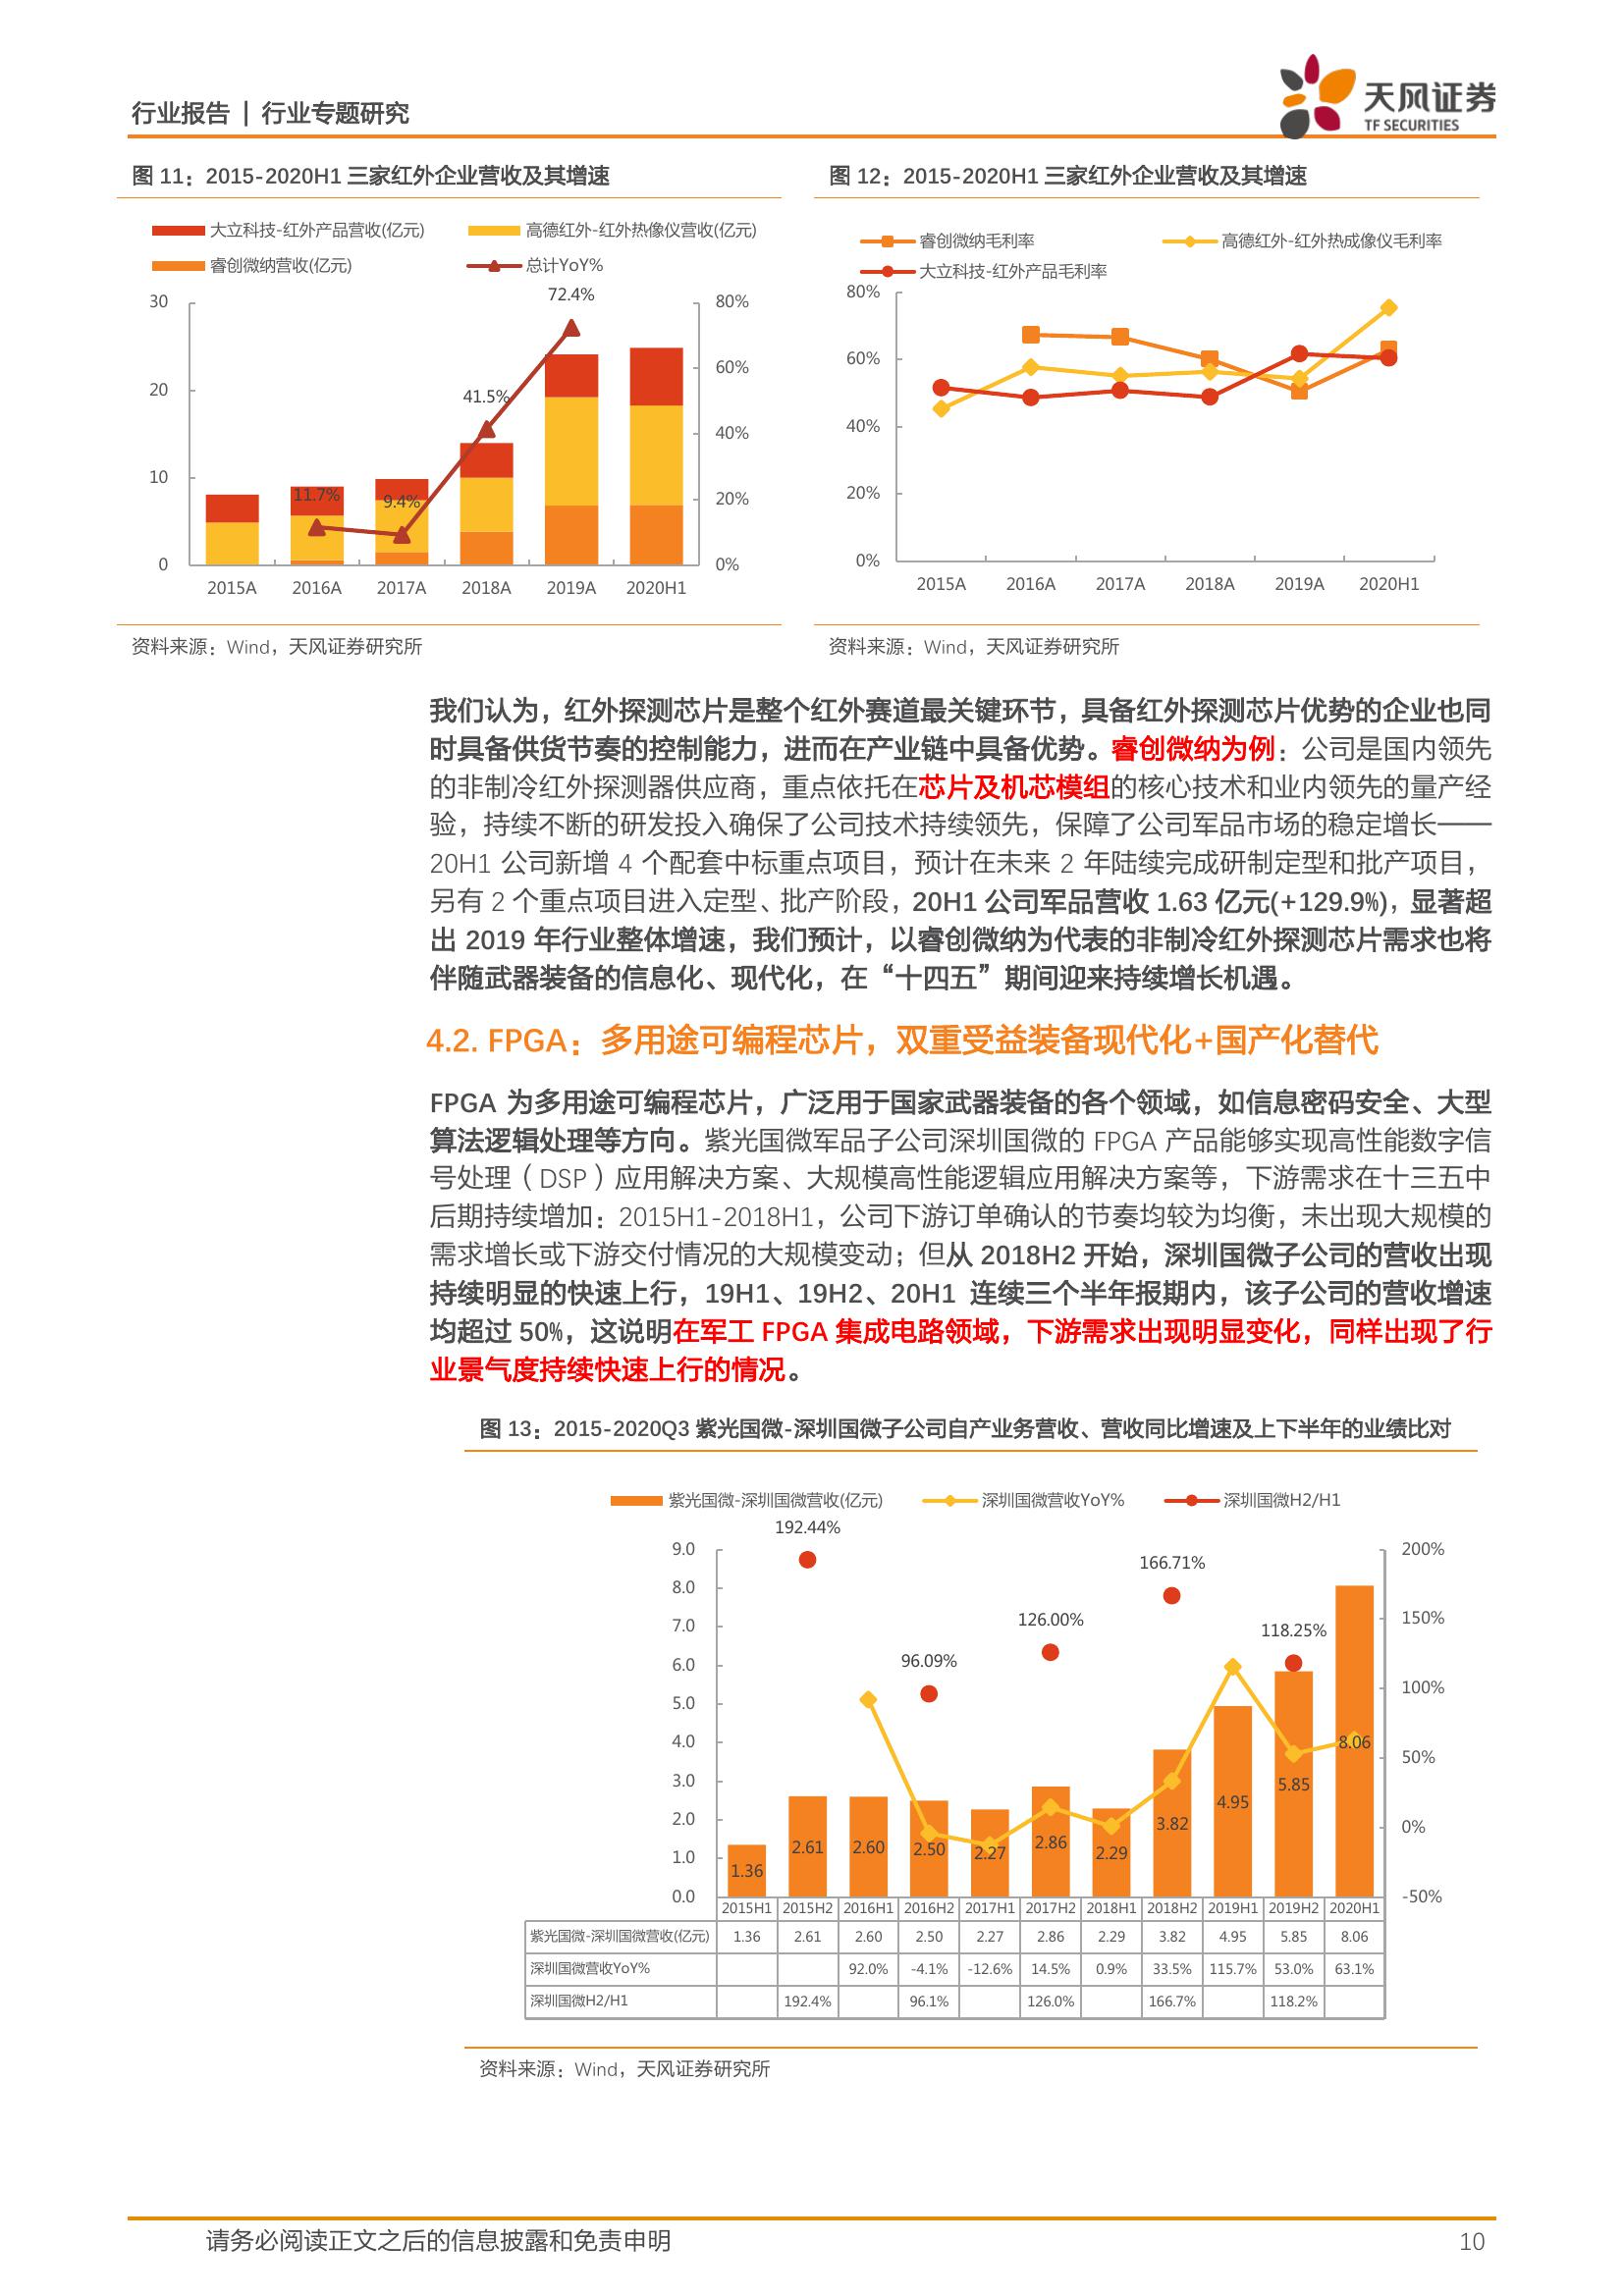 行业报告 | 行业专题研究
天风证券
TF SECURITIES
图 11：2015-2020H1 三家红外企业营收及其增速
大立科技-红外产品营收(亿元)
高德红外-红外热像仪营收(亿元)
睿创微纳营收(亿元)
总计YoY%
72.4%
30
80%
60%
20
41.5%
40%
10
11.7%
9.4%
20%
0
0%
2015A 2016A 2017A 2018A 2019A 2020H1
资料来源：Wind，天风证券研究所
图 12：2015-2020H1 三家红外企业营收及其增速
睿创微纳毛利率
高德红外-红外热成像仪毛利率
大立科技-红外产品毛利率
80%
60%
40%
20%
0%
2015A 2016A 2017A 2018A 2019A 2020H1
资料来源：Wind，天风证券研究所
我们认为，红外探测芯片是整个红外赛道最关键环节，具备红外探测芯片优势的企业也同
时具备供货节奏的控制能力，进而在产业链中具备优势。睿创微纳为例：公司是国内领先
的非制冷红外探测器供应商，重点依托在芯片及机芯模组的核心技术和业内领先的量产经
验，持续不断的研发投入确保了公司技术持续领先，保障了公司军品市场的稳定增长——
20H1 公司新增 4 个配套中标重点项目，预计在未来 2 年陆续完成研制定型和批产项目，
另有 2 个重点项目进入定型、批产阶段，20H1 公司军品营收 1.63 亿元(+129.9%)，显著超
出 2019 年行业整体增速，我们预计，以睿创微纳为代表的非制冷红外探测芯片需求也将
伴随武器装备的信息化、现代化，在“十四五”期间迎来持续增长机遇。
4.2. FPGA：多用途可编程芯片，双重受益装备现代化+国产化替代
FPGA 为多用途可编程芯片，广泛用于国家武器装备的各个领域，如信息密码安全、大型
算法逻辑处理等方向。紫光国微军品子公司深圳国微的 FPGA 产品能够实现高性能数字信
号处理（DSP）应用解决方案、大规模高性能逻辑应用解决方案等，下游需求在十三五中
后期持续增加：2015H1-2018H1，公司下游订单确认的节奏均较为均衡，未出现大规模的
需求增长或下游交付情况的大规模变动；但从 2018H2 开始，深圳国微子公司的营收出现
持续明显的快速上行，19H1、19H2、20H1 连续三个半年报期内，该子公司的营收增速
均超过 50%，这说明在军工 FPGA 集成电路领域，下游需求出现明显变化，同样出现了行
业景气度持续快速上行的情况。
图 13：2015-2020Q3 紫光国微-深圳国微子公司自产业务营收、营收同比增速及上下半年的业绩比对
紫光国微-深圳国微营收(亿元)
深圳国微营收YoY%
深圳国微H2/H1
192.44%
96.09%
126.00%
166.71%
118.25%
9.0
8.0
7.0
6.0
5.0
4.0
3.0
2.0
1.0
0.0
200%
150%
100%
50%
0%
-50%
1.36 2.61 2.60 2.50 2.27 2.86 2.29 3.82 4.95 5.85 8.06
2015H1 2015H2 2016H1 2016H2 2017H1 2017H2 2018H1 2018H2 2019H1 2019H2 2020H1
紫光国微-深圳国微营收(亿元) 1.36 2.61 2.60 2.50 2.27 2.86 2.29 3.82 4.95 5.85 8.06
深圳国微营收YoY% 92.0% -4.1% -12.6% 14.5% 0.9% 33.5% 115.7% 53.0% 63.1%
深圳国微H2/H1 192.4% 96.1% 126.0% 166.7% 118.2%
资料来源：Wind，天风证券研究所
请务必阅读正文之后的信息披露和免责申明
10